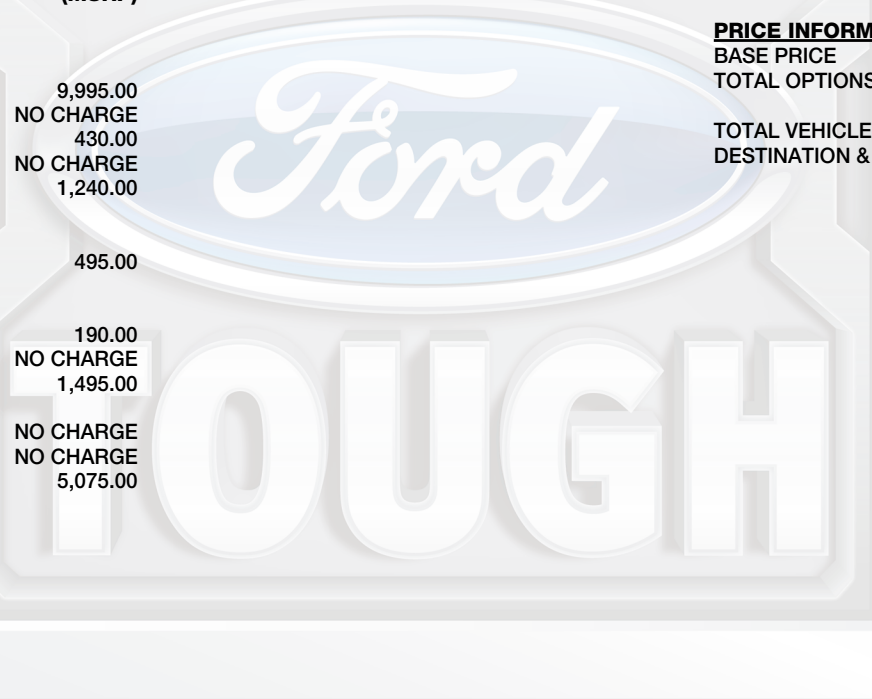 (MSRP)
9,995.00
NO CHARGE
430.00
NO CHARGE
1,240.00
495.00
190.00
NO CHARGE
1,495.00
NO CHARGE
NO CHARGE
5,075.00
PRICE INFORM
BASE PRICE
TOTAL OPTIONS
TOTAL VEHICLE
DESTINATION &
Ford
TOUGH